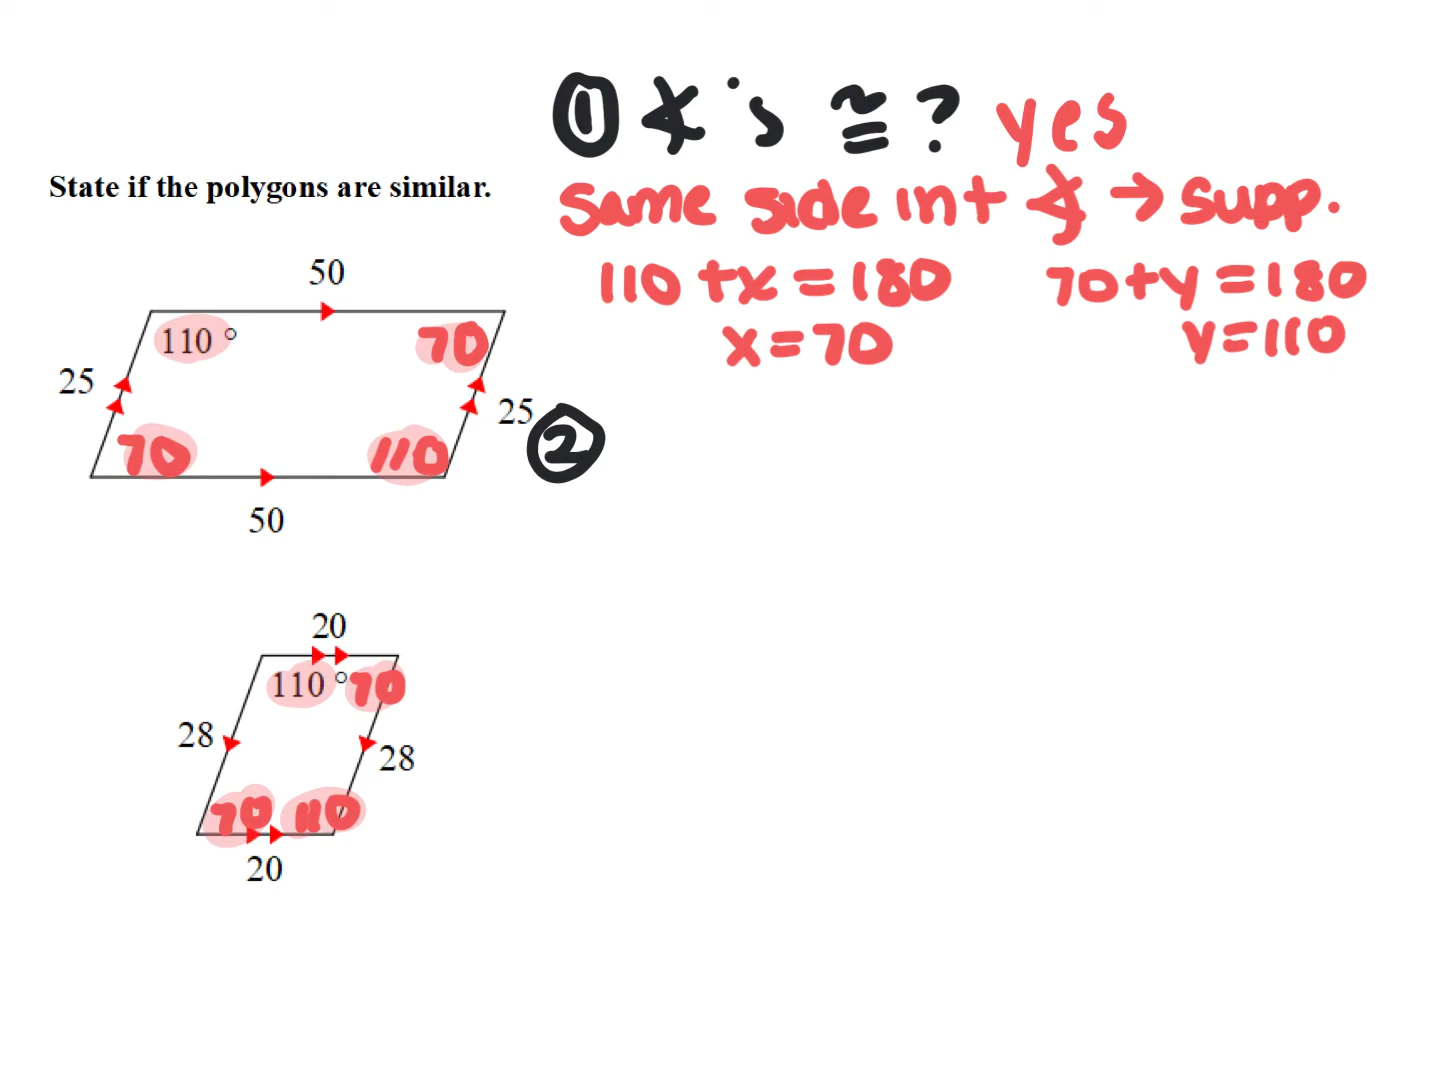 ① ∡'s ≅ ? yes
State if the polygons are similar.
same side int ∡ → supp.
110 + x = 180
70 + y = 180
x = 70
y = 110
50
110°
70
25
25
70
110
50
②
20
110°
70
28
28
70
110
20